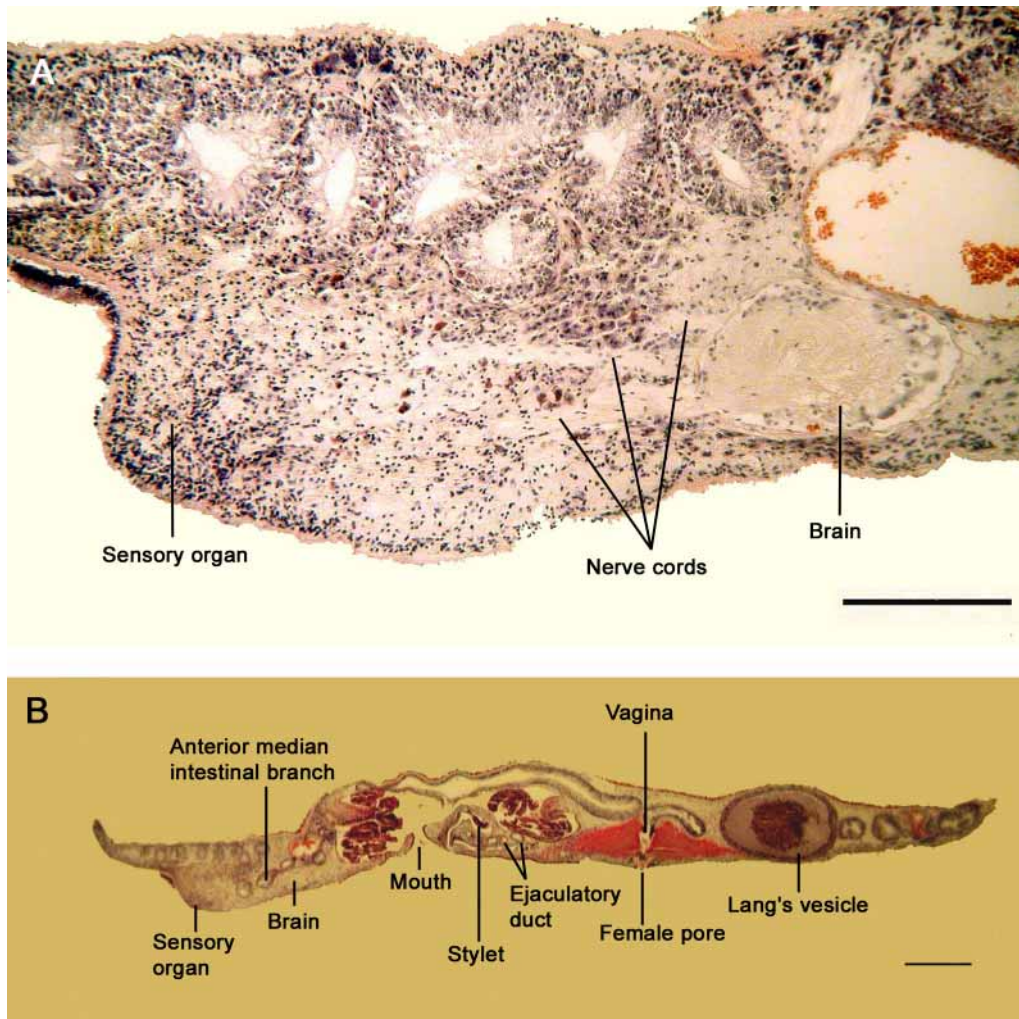 A
Sensory organ
Nerve cords
Brain
B
Vagina
Anterior median
intestinal branch
Mouth
Ejaculatory
duct
Lang's vesicle
Brain
Female pore
Sensory
organ
Stylet